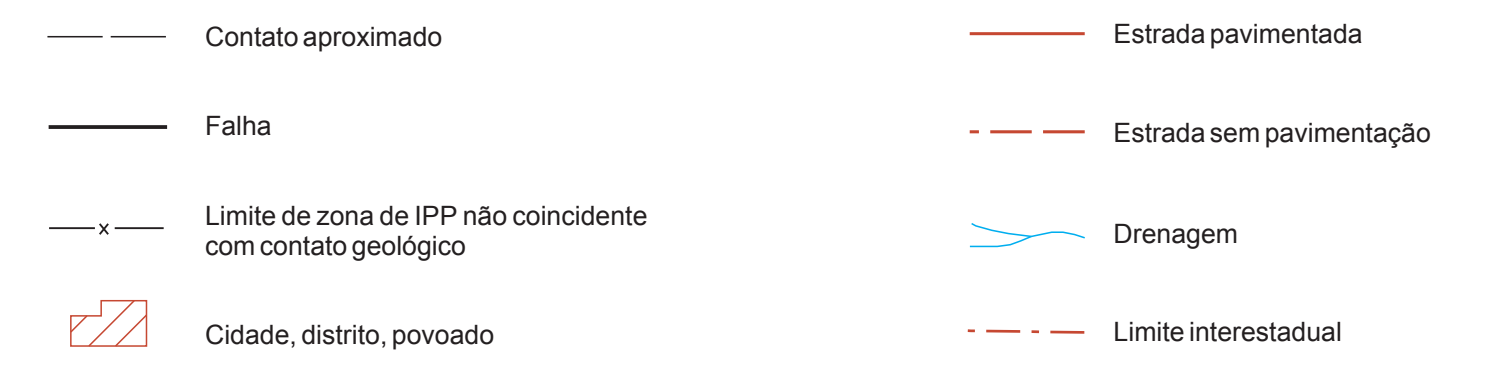 Contato aproximado
Falha
Limite de zona de IPP não coincidente
com contato geológico
Cidade, distrito, povoado
Estrada pavimentada
Estrada sem pavimentação
Drenagem
Limite interestadual